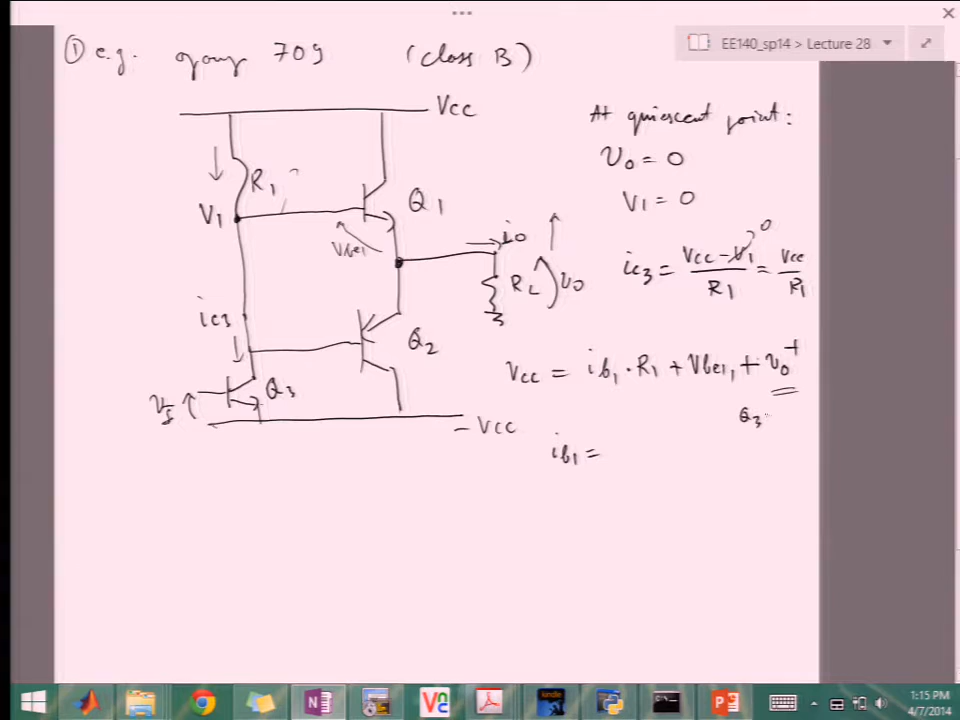 EE140_sp14 > Lecture 28
① e.g. opamp 709 (class B)
Vcc
At quiescent point:
R1
Q1
Vo = 0
V1
V1 = 0
Vbe1
io
ic3 = Vcc - V1 / R1 = Vcc / R1
0
RL
Vo
ic3
Q2
Vcc = ib1 · R1 + Vbe1, + Vo+
Q3
Vs
Q3
- Vcc
ib1 =
1:15 PM
4/7/2014